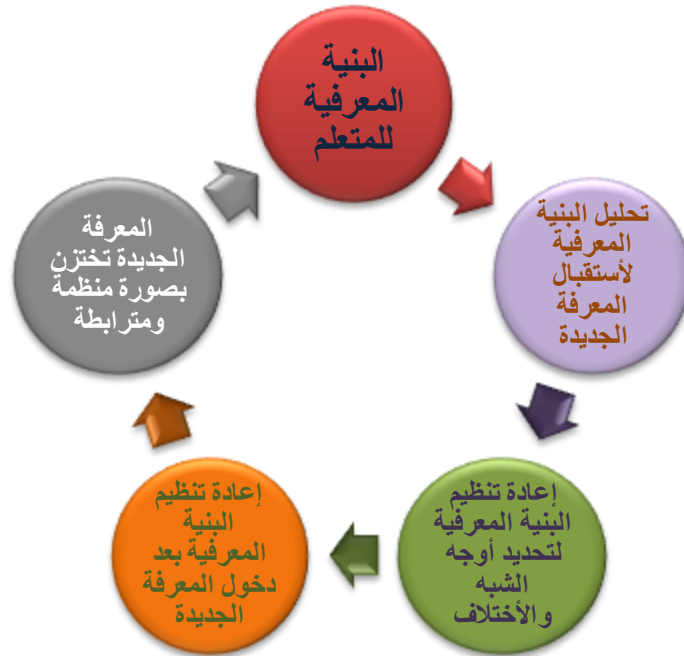 البنية
المعرفية
للمتعلم
تحليل البنية
المعرفية
لأستقبال
المعرفة
الجديدة
إعادة تنظيم
البنية المعرفية
لتحديد أوجه
الشبه
والأختلاف
إعادة تنظيم
البنية
المعرفية بعد
دخول المعرفة
الجديدة
المعرفة
الجديدة تختزن
بصورة منظمة
ومترابطة